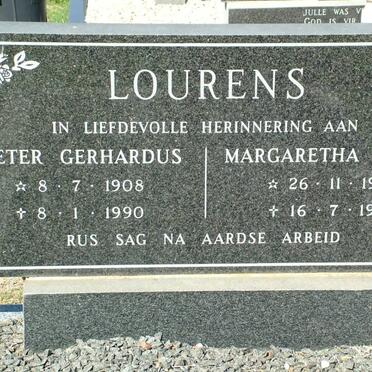 JULLE WAS
GOD IS VIR
LOURENS
IN LIEFDEVOLLE HERINNERING AAN
ETER GERHARDUS
MARGARETHA
☆ 8 · 7 · 1908
☆ 26 · 11 · 19
✝ 8 · 1 · 1990
✝ 16 · 7 · 19
RUS SAG NA AARDSE ARBEID